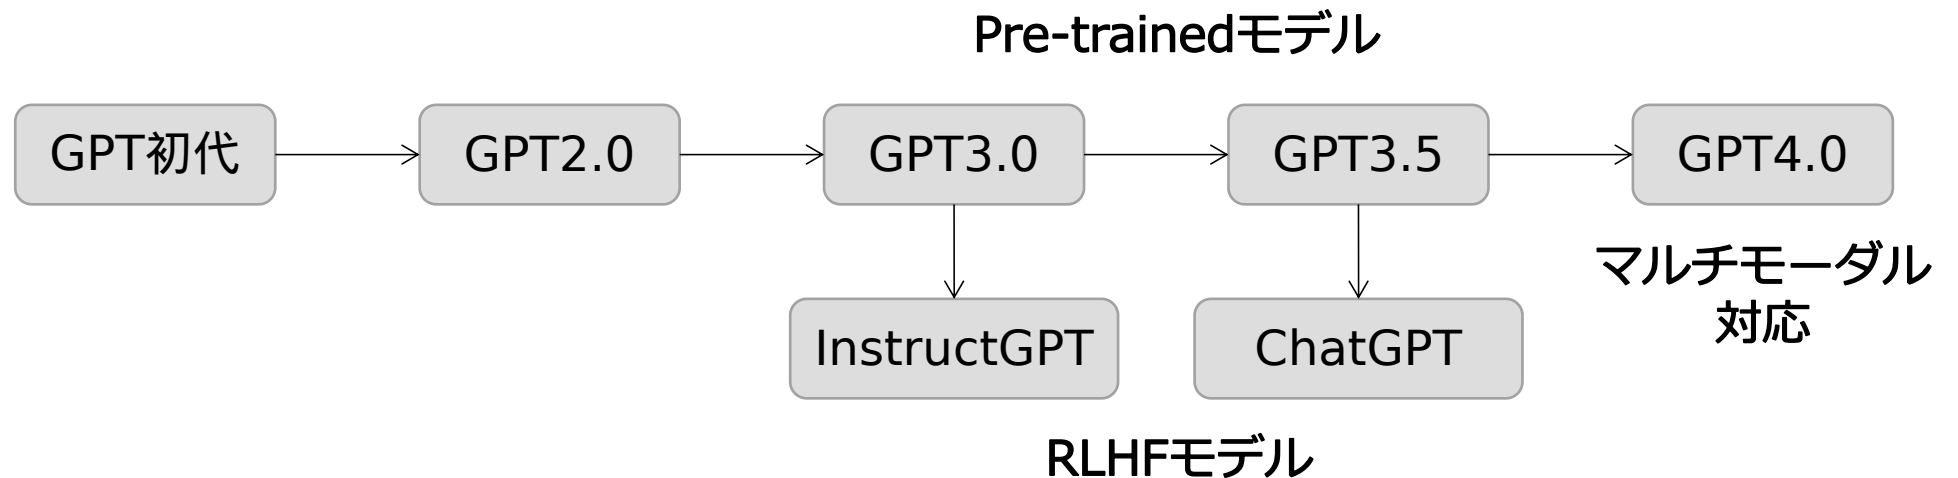 Pre-trainedモデル
GPT初代
GPT2.0
GPT3.0
GPT3.5
GPT4.0
マルチモーダル
対応
InstructGPT
ChatGPT
RLHFモデル